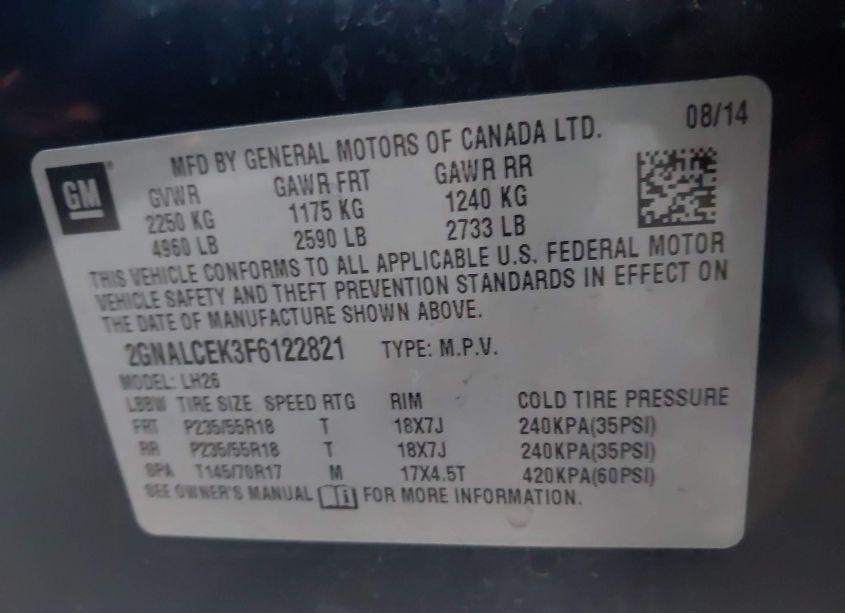 08/14
GM
MFD BY GENERAL MOTORS OF CANADA LTD.
GVWR GAWR FRT GAWR RR
2250 KG 1175 KG 1240 KG
4960 LB 2590 LB 2733 LB
THIS VEHICLE CONFORMS TO ALL APPLICABLE U.S. FEDERAL MOTOR
VEHICLE SAFETY AND THEFT PREVENTION STANDARDS IN EFFECT ON
THE DATE OF MANUFACTURE SHOWN ABOVE.
2GNALCEK3F6122821 TYPE: M.P.V.
MODEL: LH26
LBBW TIRE SIZE SPEED RTG RIM COLD TIRE PRESSURE
FRT P235/55R18 T 18X7J 240KPA(35PSI)
RR P235/55R18 T 18X7J 240KPA(35PSI)
SPA T145/70R17 M 17X4.5T 420KPA(60PSI)
SEE OWNER'S MANUAL FOR MORE INFORMATION.